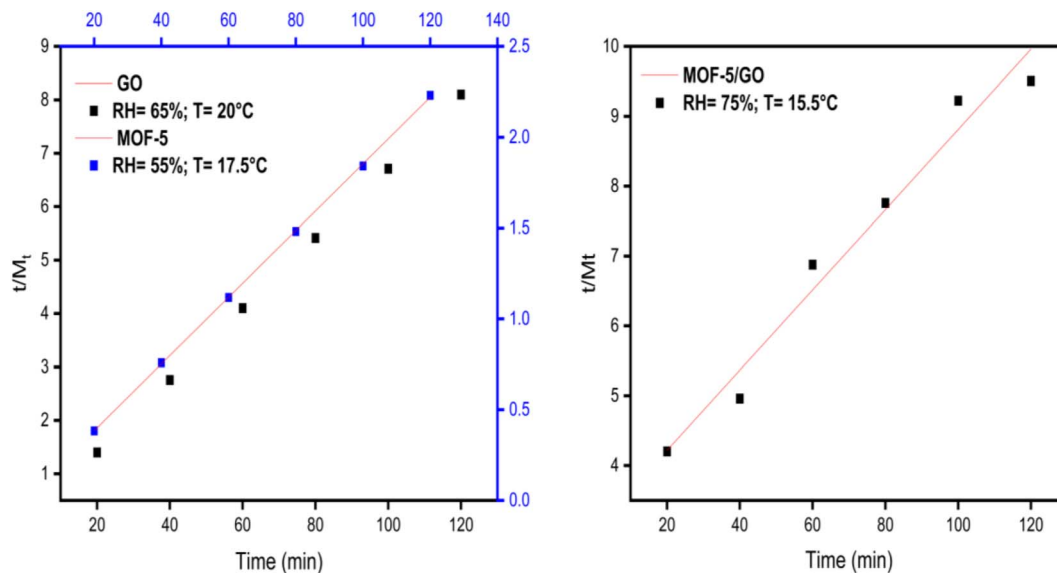 20 40 60 80 100 120 140
9
8
7
6
5
4
3
2
1
t/Mt
GO
RH= 65%; T= 20°C
MOF-5
RH= 55%; T= 17.5°C
2.5
2.0
1.5
1.0
0.5
0.0
20 40 60 80 100 120
Time (min)
10
9
8
7
6
5
4
t/Mt
MOF-5/GO
RH= 75%; T= 15.5°C
20 40 60 80 100 120
Time (min)